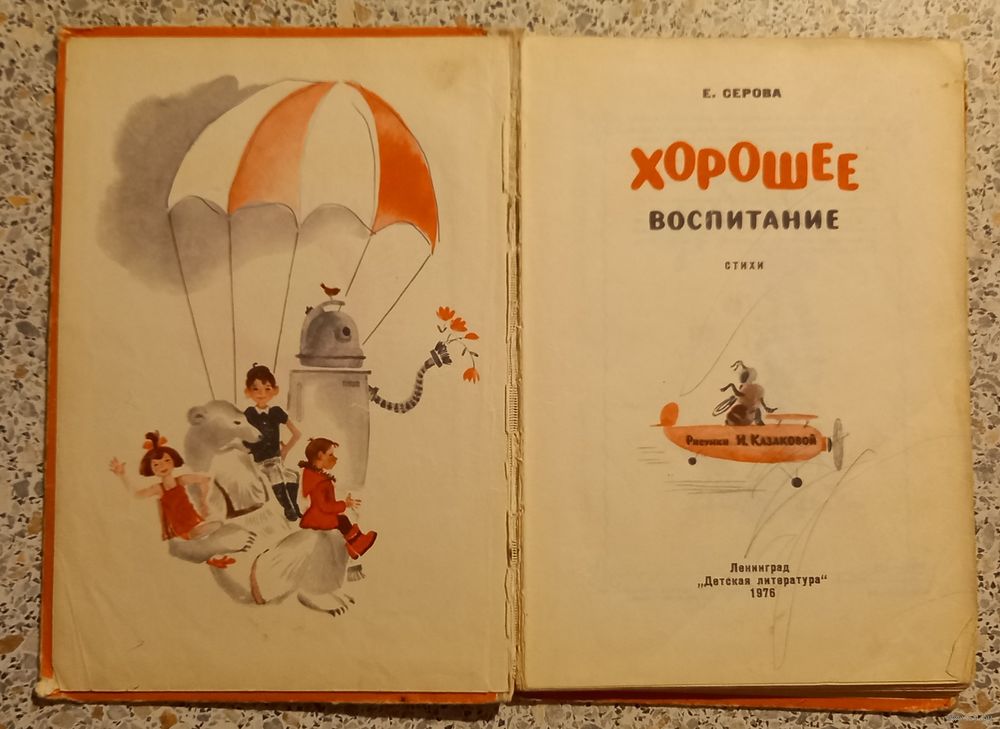 Е. СЕРОВА
ХОРОШЕЕ
ВОСПИТАНИЕ
СТИХИ
Рисунки И. Казаковой
Ленинград
„Детская литература“
1976